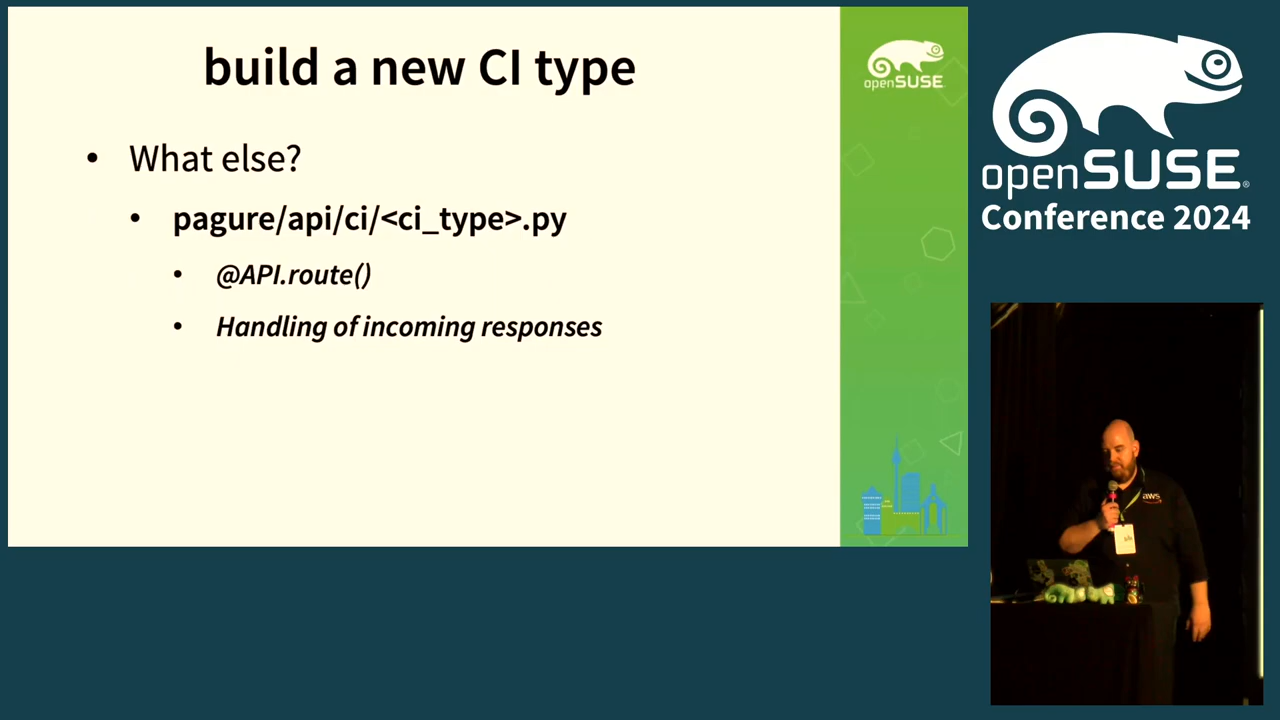 build a new CI type
• What else?
• pagure/api/ci/<ci_type>.py
• @API.route()
• Handling of incoming responses
openSUSE
openSUSE®
Conference 2024
aws